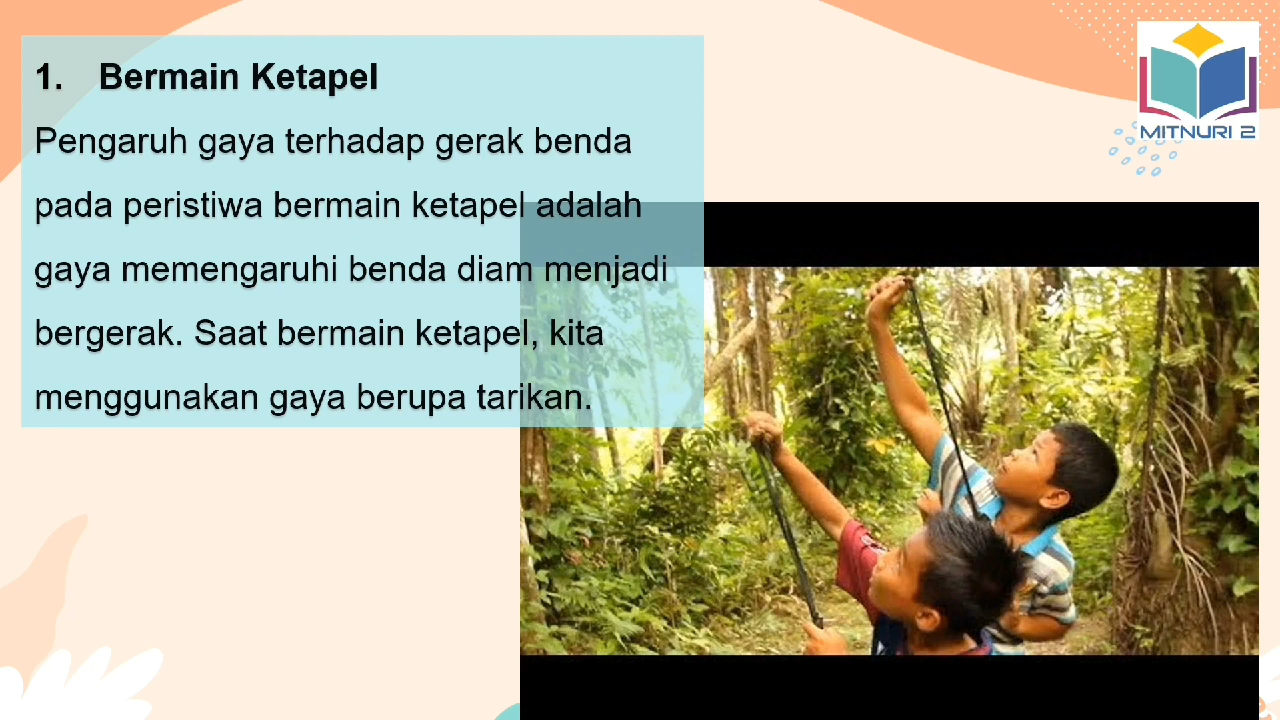 1. Bermain Ketapel
Pengaruh gaya terhadap gerak benda
pada peristiwa bermain ketapel adalah
gaya memengaruhi benda diam menjadi
bergerak. Saat bermain ketapel, kita
menggunakan gaya berupa tarikan.
MITNURI 2